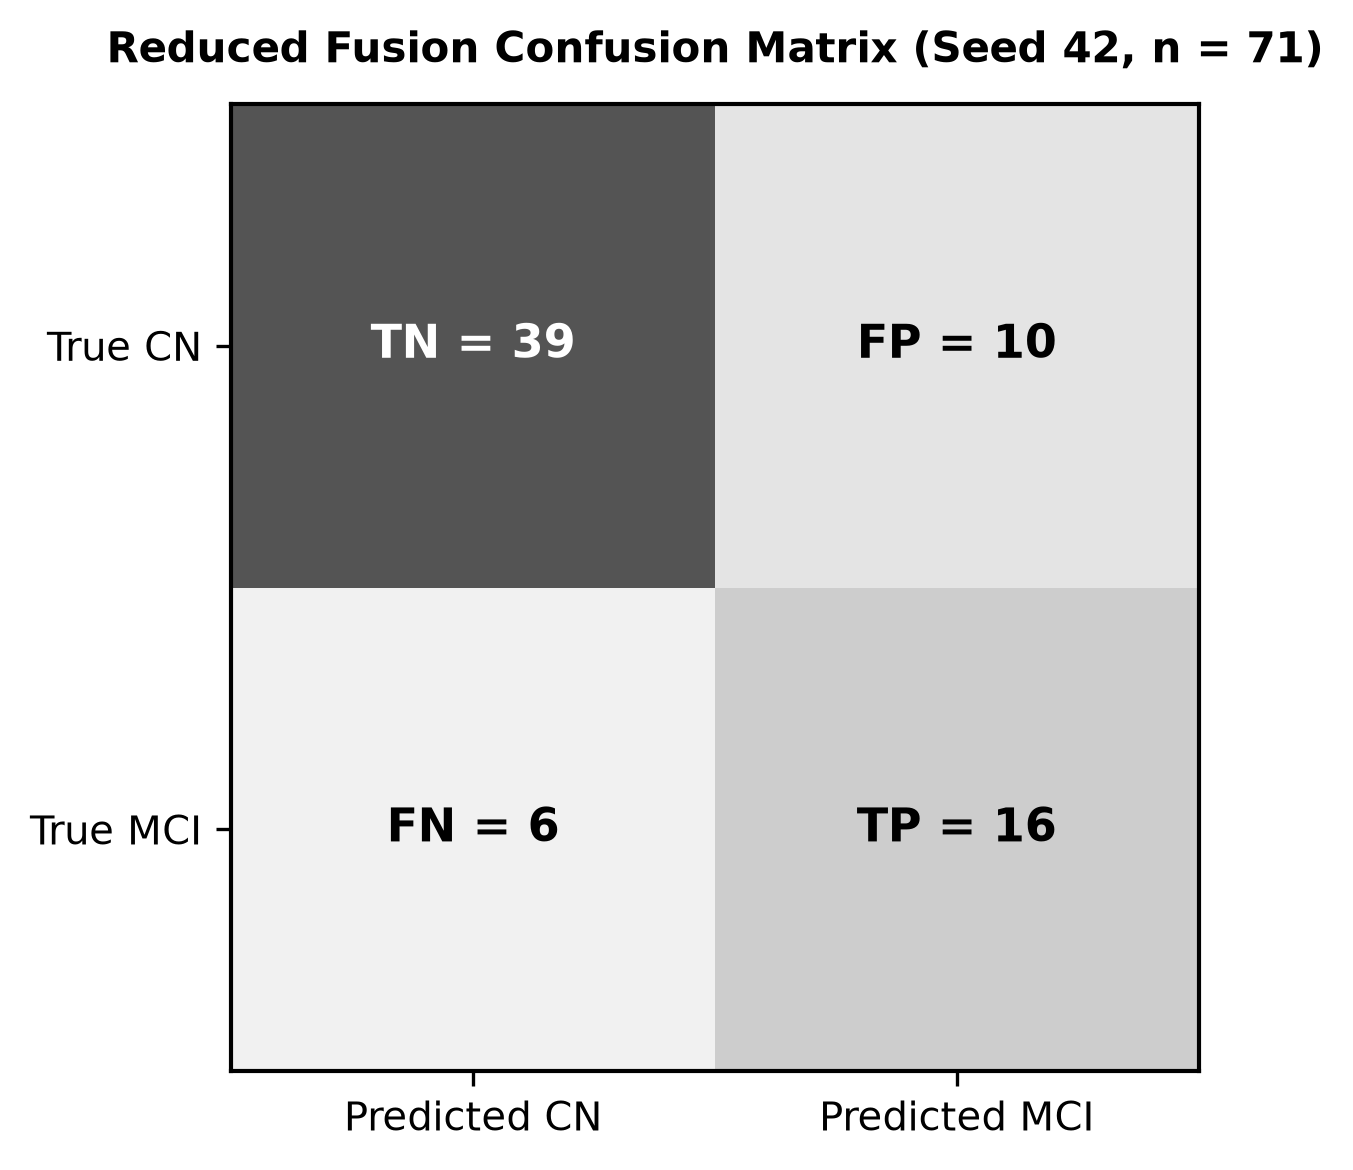 Reduced Fusion Confusion Matrix (Seed 42, n = 71)
True CN
TN = 39
FP = 10
True MCI
FN = 6
TP = 16
Predicted CN
Predicted MCI